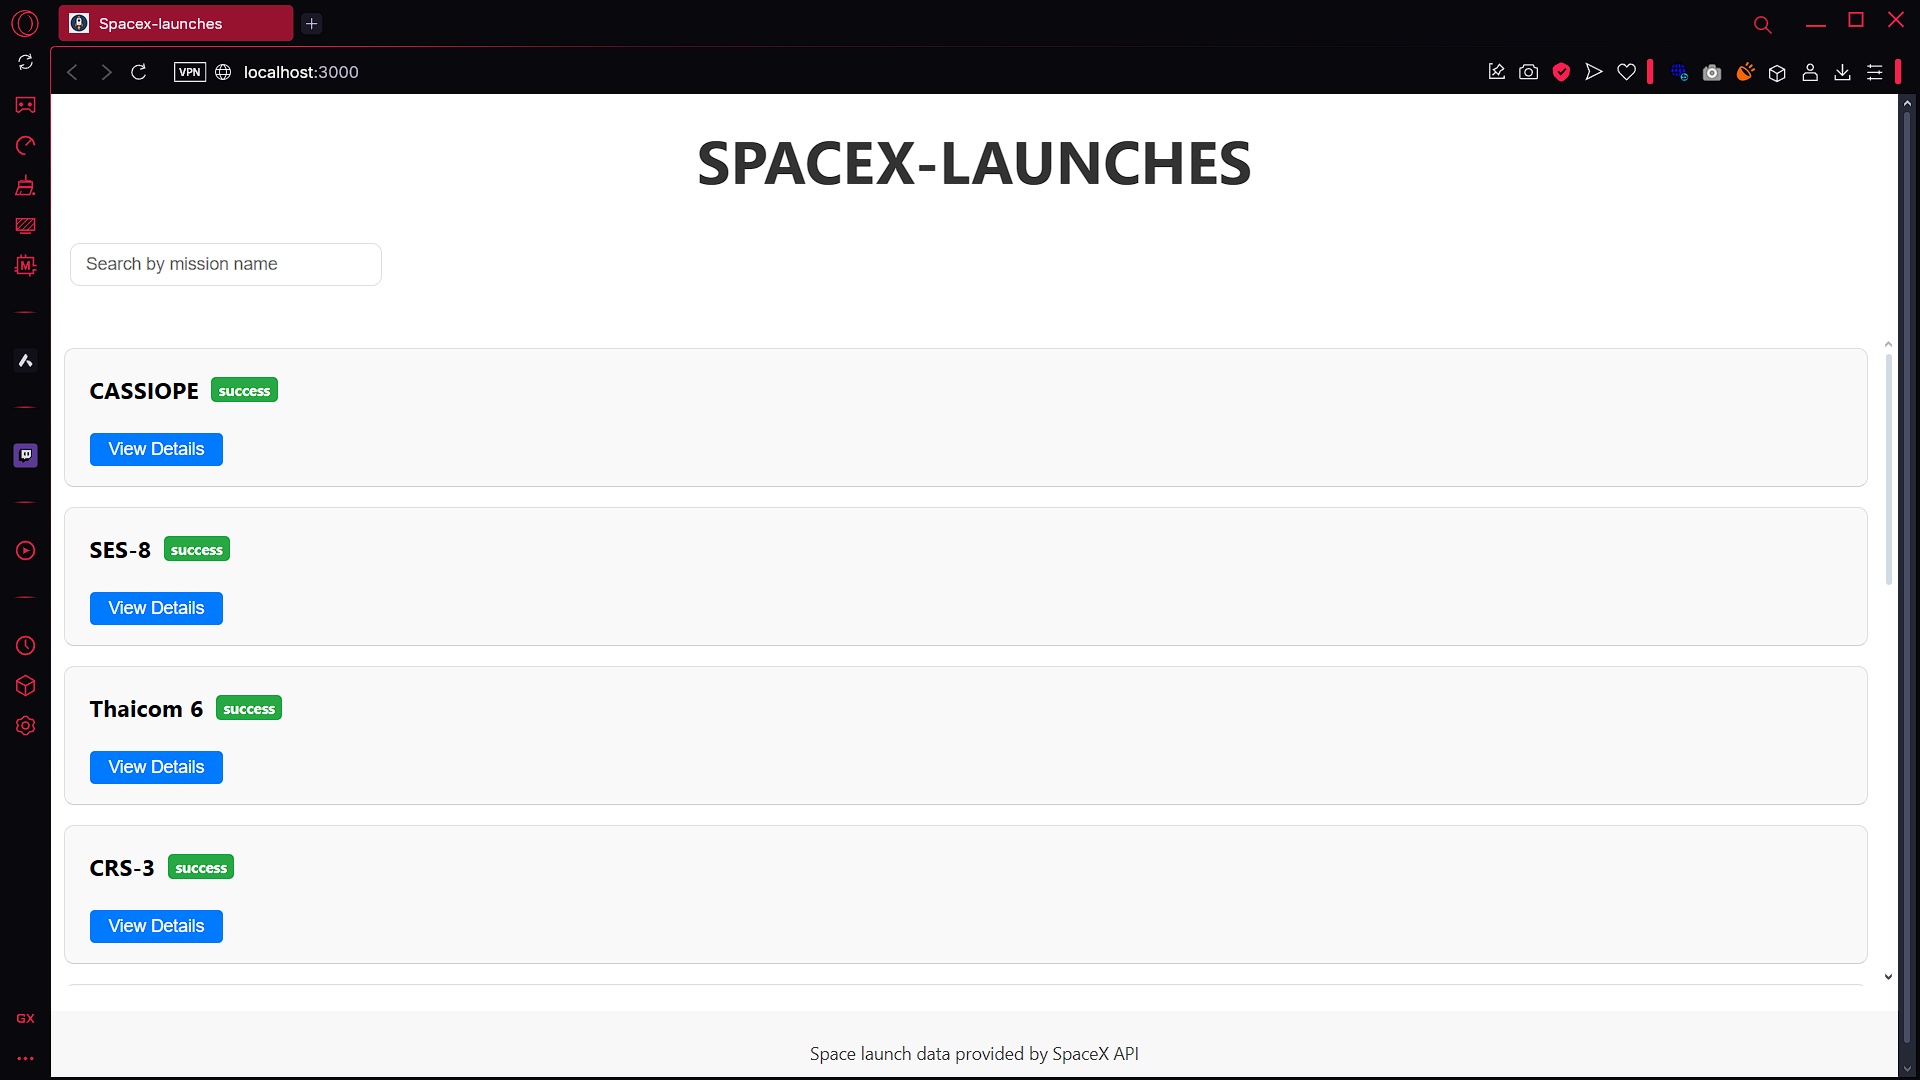 Spacex-launches
VPN localhost:3000
SPACEX-LAUNCHES
Search by mission name
CASSIOPE success
View Details
SES-8 success
View Details
Thaicom 6 success
View Details
CRS-3 success
View Details
M
GX
Space launch data provided by SpaceX API